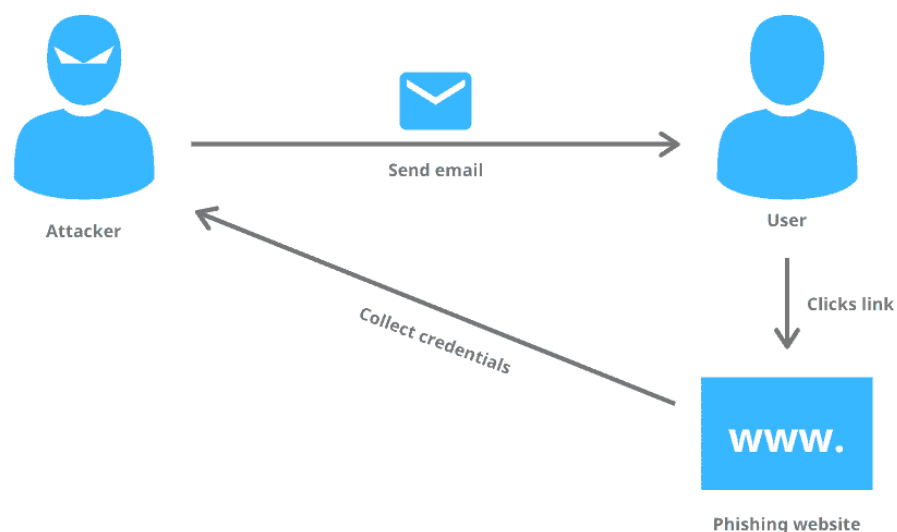 Send email
Attacker
User
Clicks link
Collect credentials
www.
Phishing website